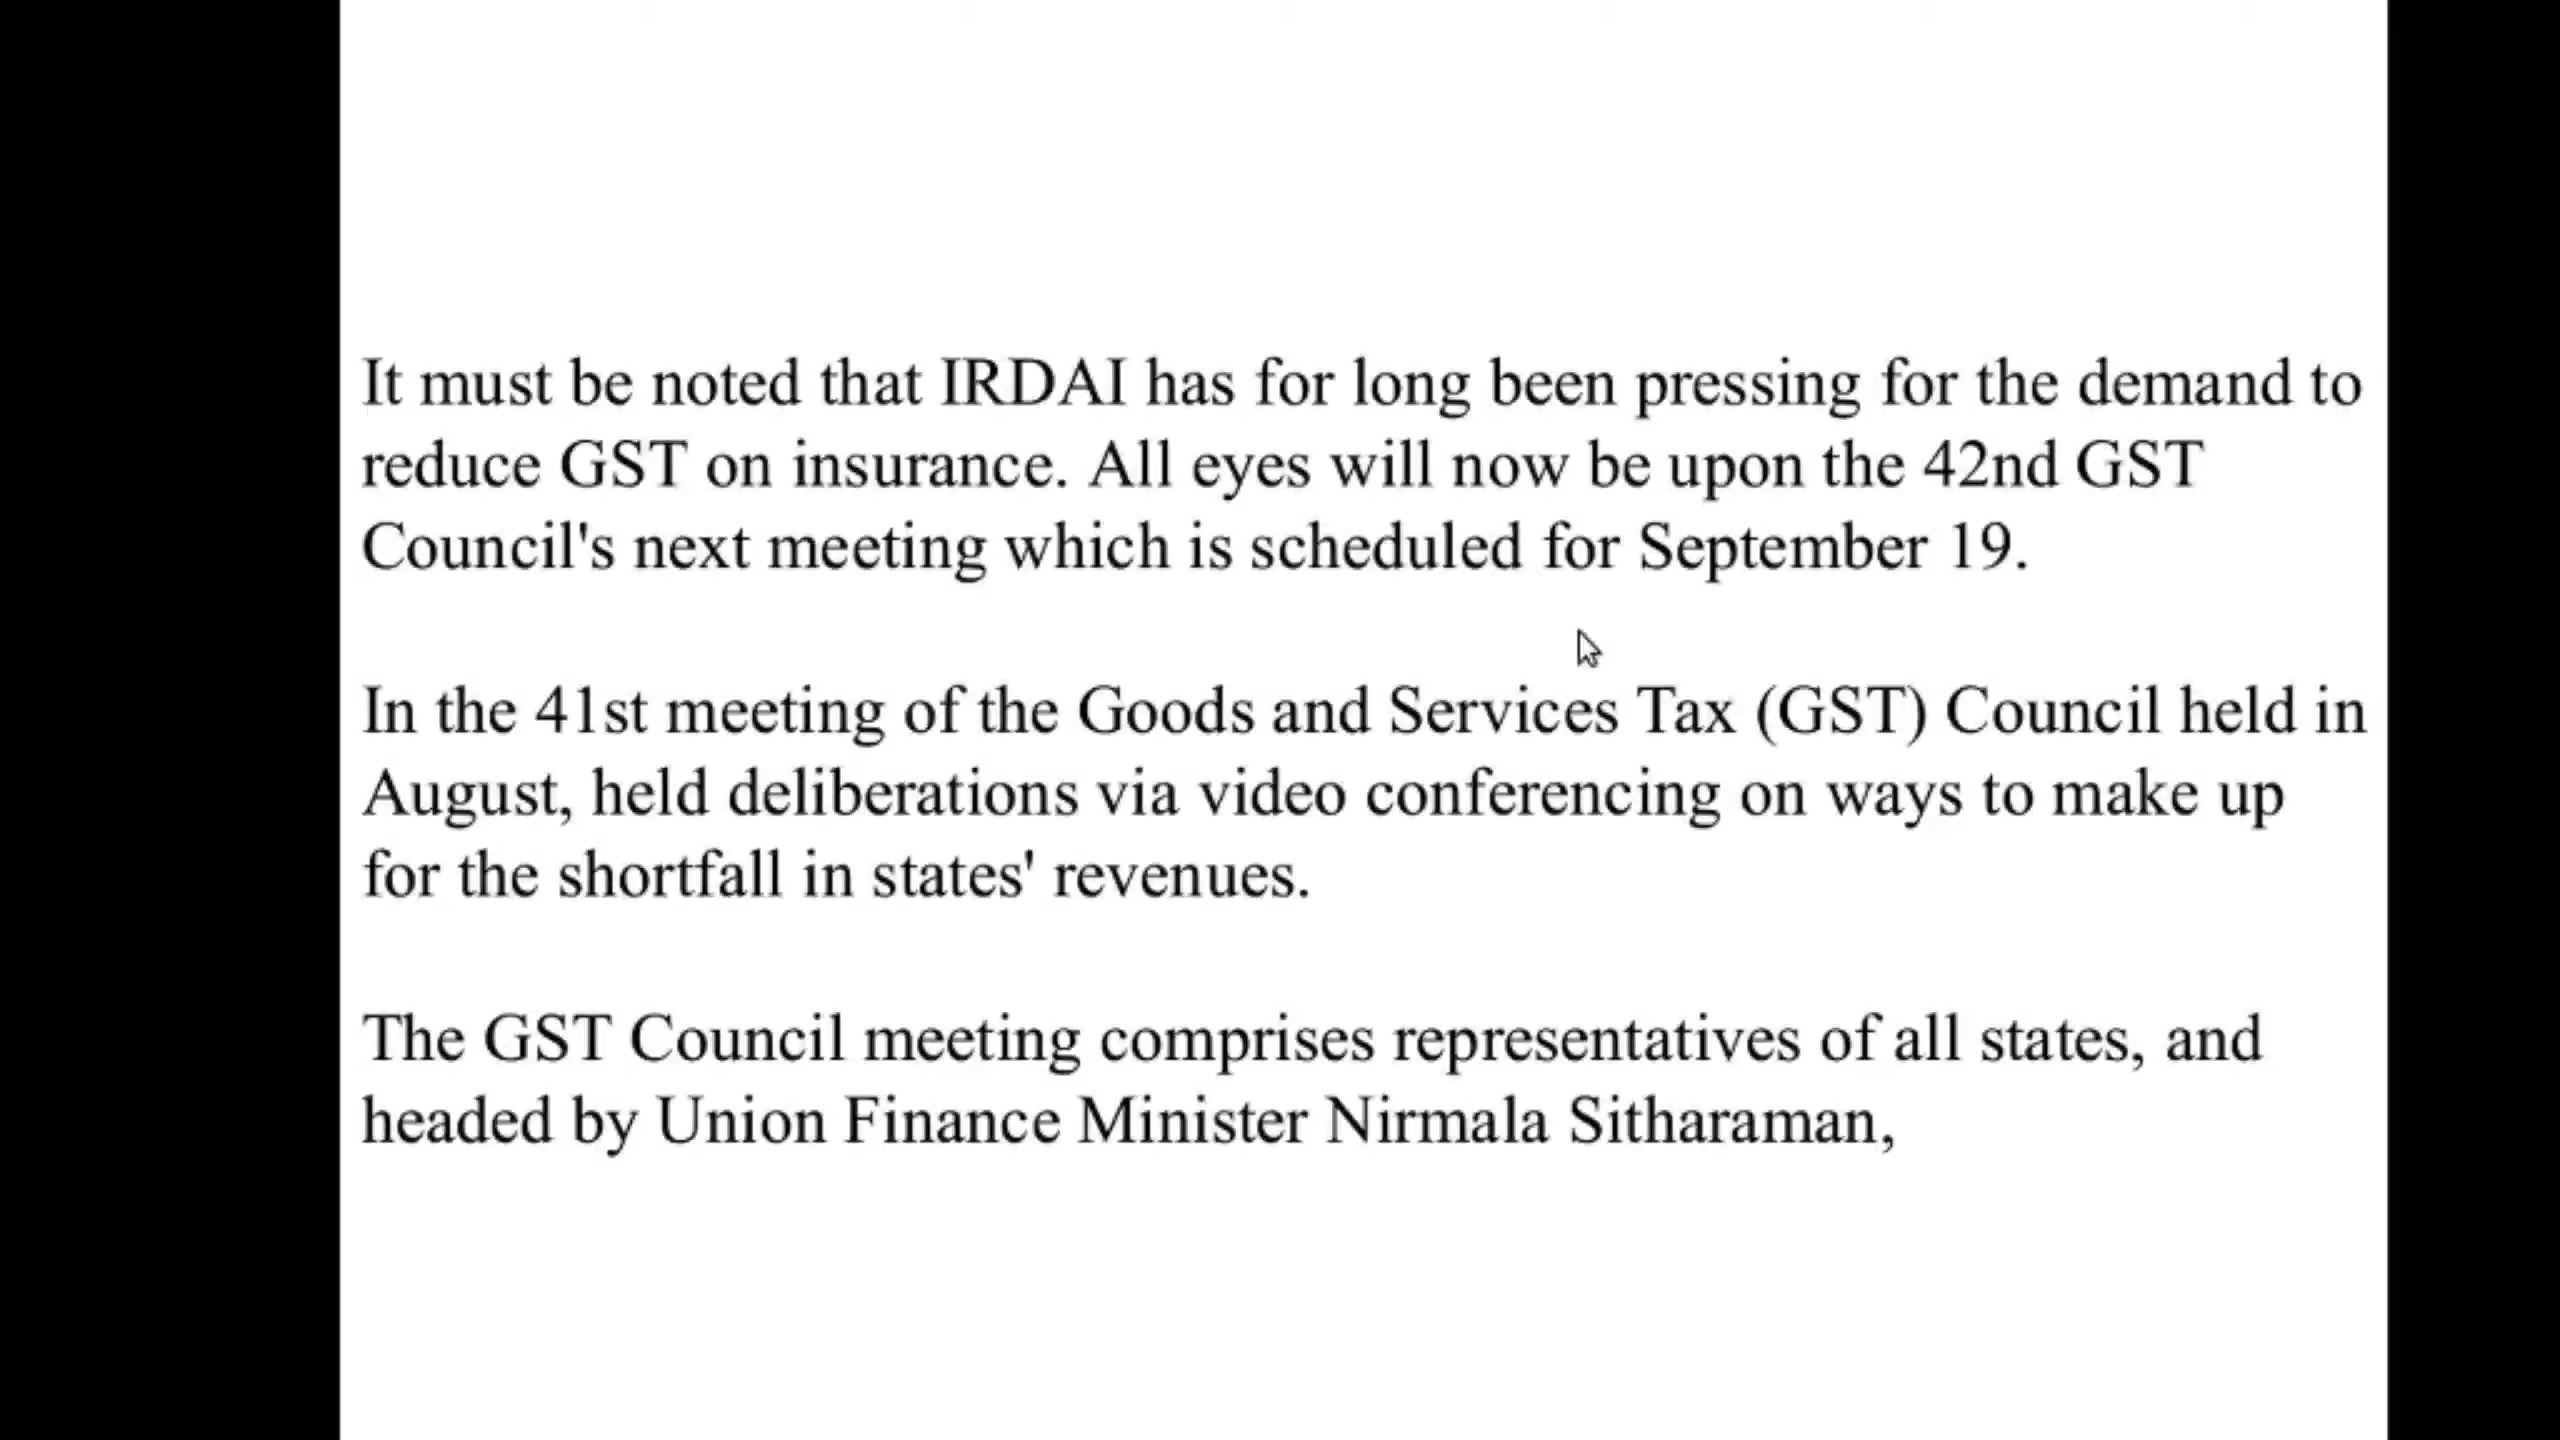 It must be noted that IRDAI has for long been pressing for the demand to
reduce GST on insurance. All eyes will now be upon the 42nd GST
Council's next meeting which is scheduled for September 19.
In the 41st meeting of the Goods and Services Tax (GST) Council held in
August, held deliberations via video conferencing on ways to make up
for the shortfall in states' revenues.
The GST Council meeting comprises representatives of all states, and
headed by Union Finance Minister Nirmala Sitharaman,